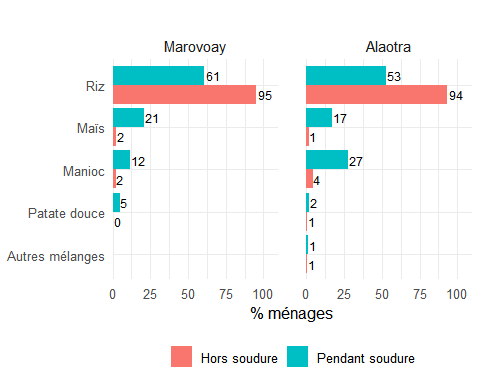 Marovoay Alaotra
Riz 61 53
95 94
Maïs 21 17
2 1
Manioc 12 27
2 4
Patate douce 5 2
0 1
Autres mélanges 1
1
0 25 50 75 100 0 25 50 75 100
% ménages
Hors soudure Pendant soudure